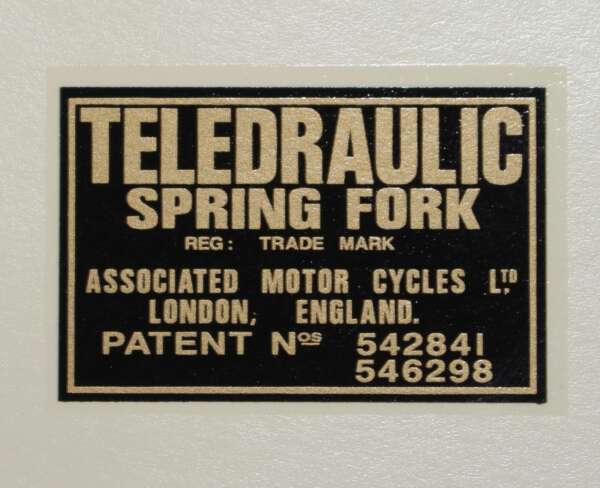 TELEDRAULIC
SPRING FORK
REG: TRADE MARK
ASSOCIATED MOTOR CYCLES LTD,
LONDON, ENGLAND.
PATENT Nos 542841
546298